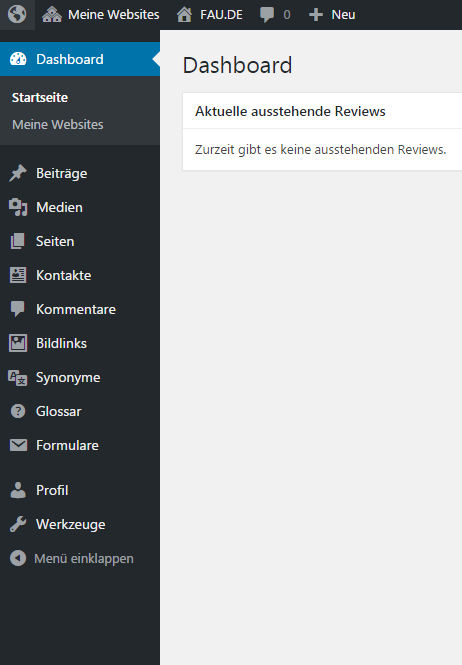 Meine Websites FAU.DE 0 Neu
Dashboard
Startseite
Meine Websites
Beiträge
Medien
Seiten
Kontakte
Kommentare
Bildlinks
Synonyme
Glossar
Formulare
Profil
Werkzeuge
Menü einklappen
Dashboard
Aktuelle ausstehende Reviews
Zurzeit gibt es keine ausstehenden Reviews.